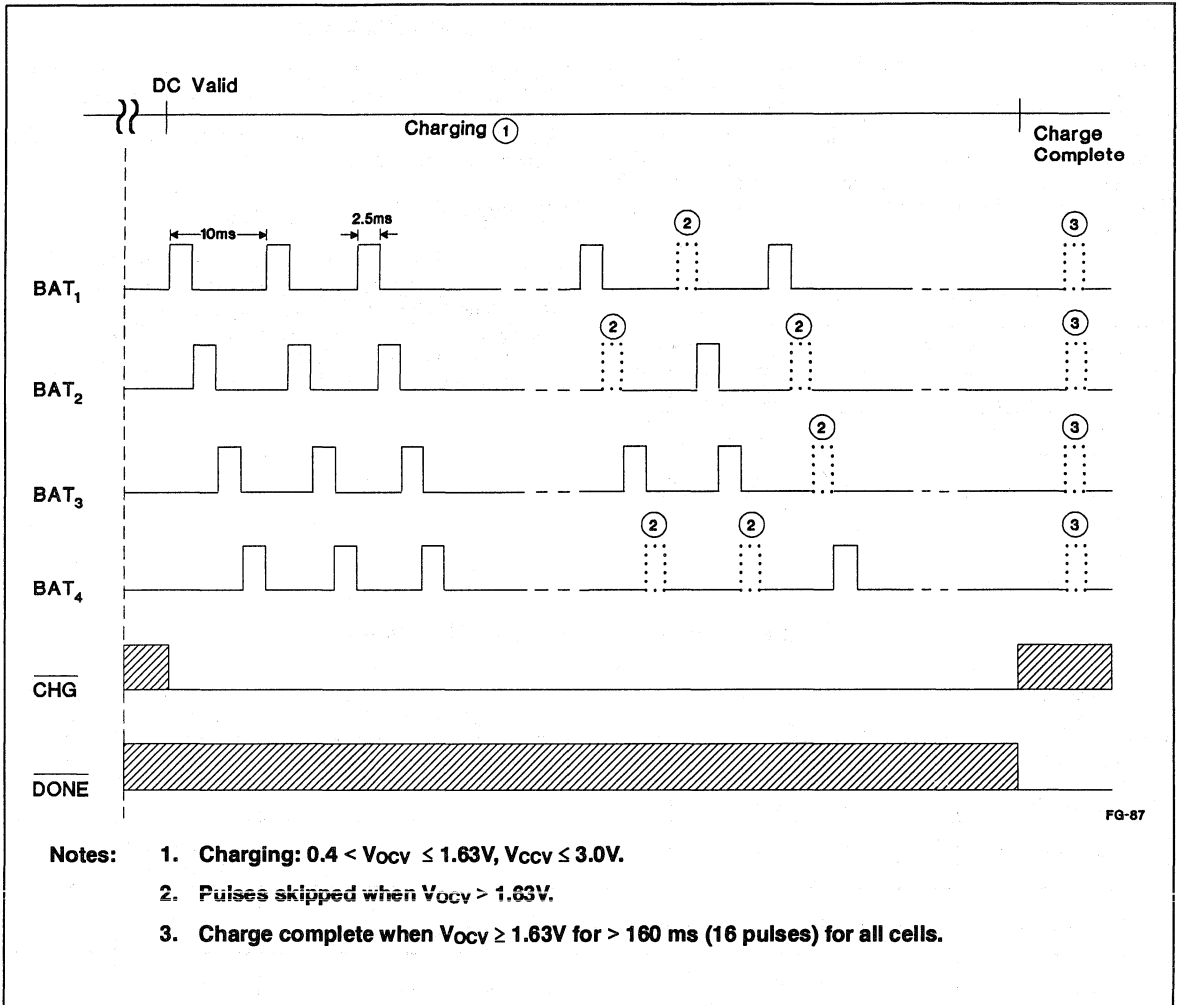 DC Valid
Charging ①
Charge
Complete
10ms
2.5ms
②
③
BAT₁
②
②
③
BAT₂
②
③
BAT₃
②
②
③
BAT₄
CHG
DONE
FG-87
Notes:
1. Charging: 0.4 < VOCV ≤ 1.63V, VCCV ≤ 3.0V.
2. Pulses skipped when VOCV > 1.63V.
3. Charge complete when VOCV ≥ 1.63V for > 160 ms (16 pulses) for all cells.